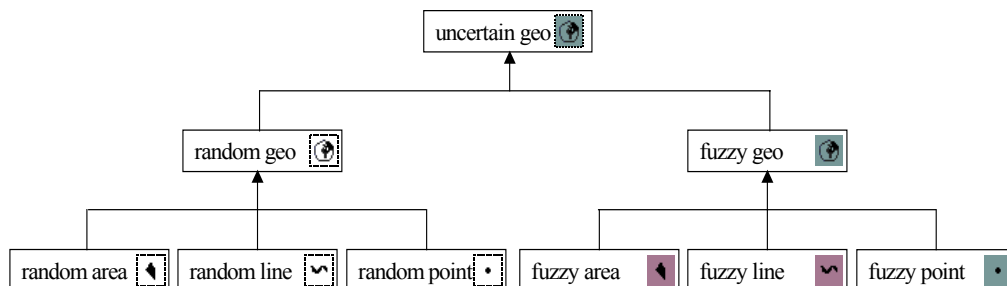 uncertain geo
random geo
fuzzy geo
random area
random line
random point
fuzzy area
fuzzy line
fuzzy point